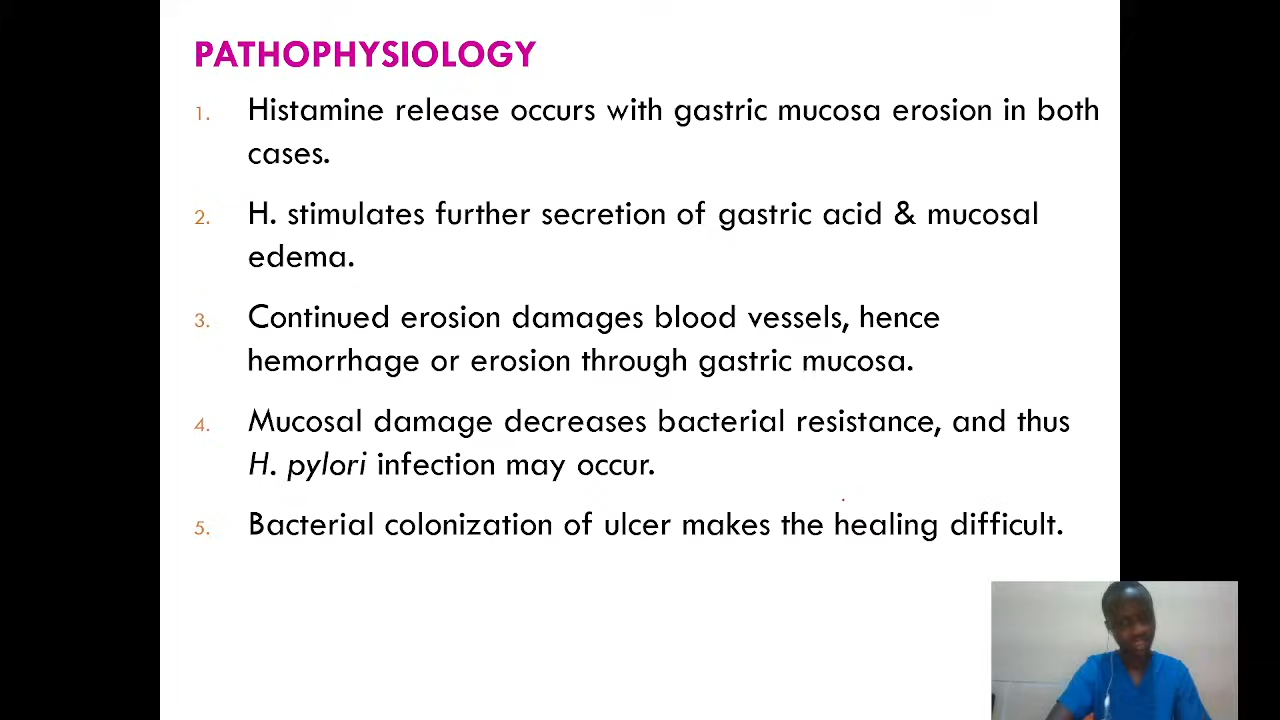 PATHOPHYSIOLOGY
1. Histamine release occurs with gastric mucosa erosion in both
cases.
2. H. stimulates further secretion of gastric acid & mucosal
edema.
3. Continued erosion damages blood vessels, hence
hemorrhage or erosion through gastric mucosa.
4. Mucosal damage decreases bacterial resistance, and thus
H. pylori infection may occur.
5. Bacterial colonization of ulcer makes the healing difficult.